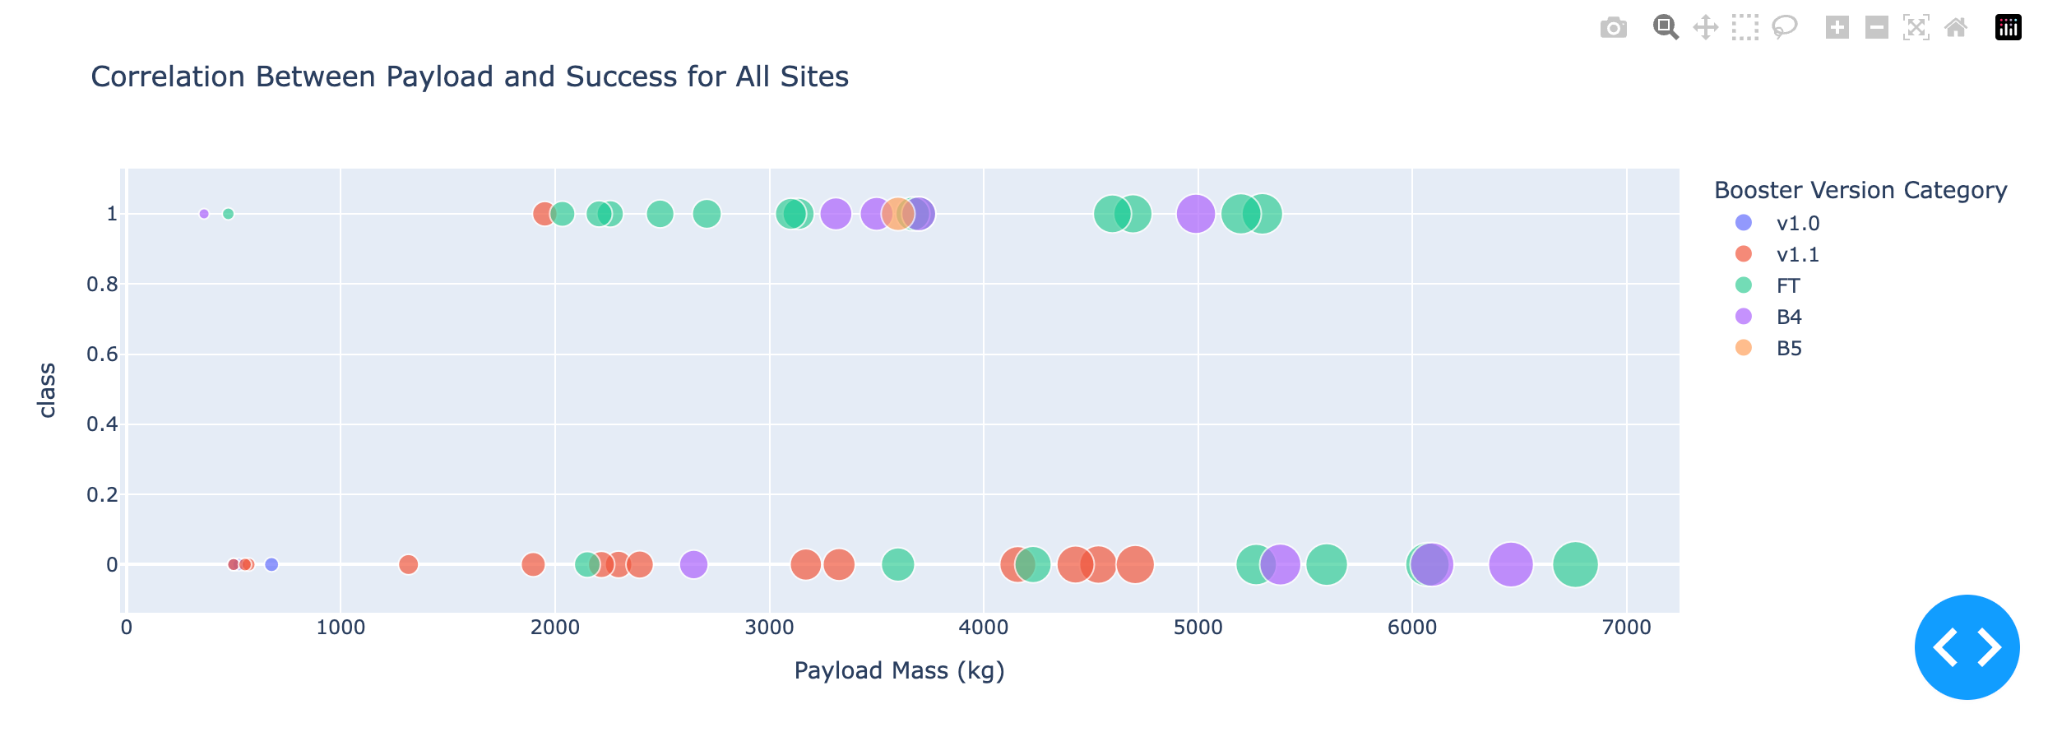 Correlation Between Payload and Success for All Sites
Booster Version Category
v1.0
v1.1
FT
B4
B5
class
1
0.8
0.6
0.4
0.2
0
0 1000 2000 3000 4000 5000 6000 7000
Payload Mass (kg)